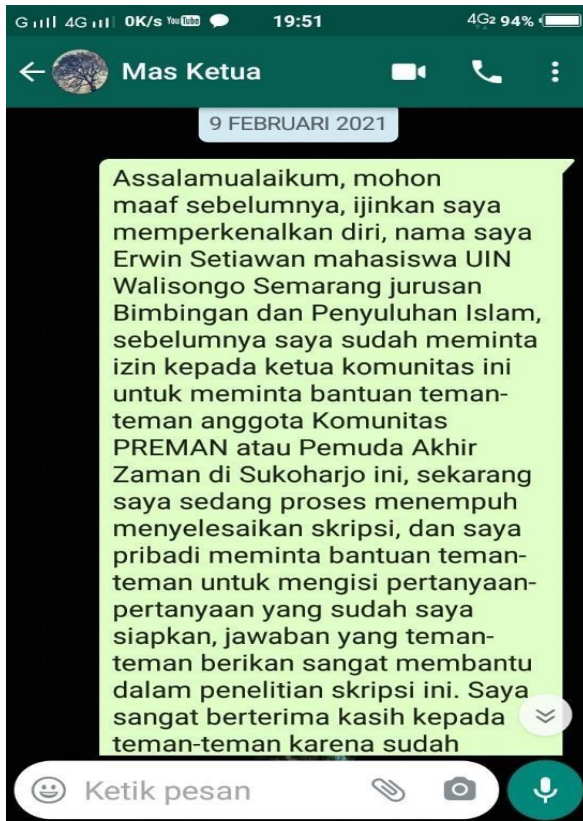 G 4G 0K/s YouTube 19:51 4G2 94%
Mas Ketua
9 FEBRUARI 2021
Assalamualaikum, mohon
maaf sebelumnya, ijinkan saya
memperkenalkan diri, nama saya
Erwin Setiawan mahasiswa UIN
Walisongo Semarang jurusan
Bimbingan dan Penyuluhan Islam,
sebelumnya saya sudah meminta
izin kepada ketua komunitas ini
untuk meminta bantuan teman-
teman anggota Komunitas
PREMAN atau Pemuda Akhir
Zaman di Sukoharjo ini, sekarang
saya sedang proses menempuh
menyelesaikan skripsi, dan saya
pribadi meminta bantuan teman-
teman untuk mengisi pertanyaan-
pertanyaan yang sudah saya
siapkan, jawaban yang teman-
teman berikan sangat membantu
dalam penelitian skripsi ini. Saya
sangat berterima kasih kepada
teman-teman karena sudah
Ketik pesan